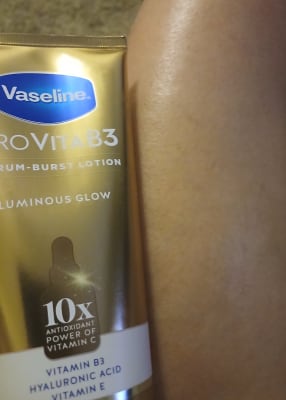 Vaseline
ROVITAB3
RUM-BURST LOTION
LUMINOUS GLOW
10x
ANTIOXIDANT
POWER OF
VITAMIN C
VITAMIN B3
HYALURONIC ACID
VITAMIN E